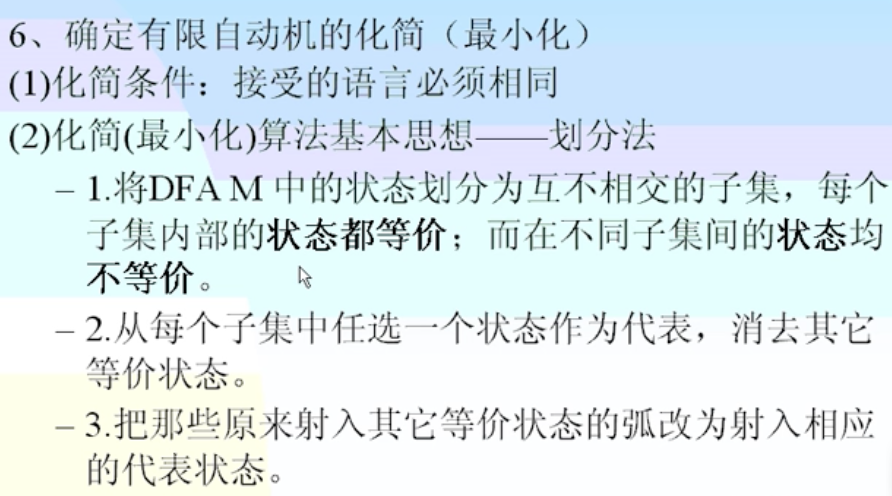 6、确定有限自动机的化简（最小化）
(1)化简条件：接受的语言必须相同
(2)化简(最小化)算法基本思想——划分法
– 1.将DFA M 中的状态划分为互不相交的子集，每个
子集内部的状态都等价；而在不同子集间的状态均
不等价。
– 2.从每个子集中任选一个状态作为代表，消去其它
等价状态。
– 3.把那些原来射入其它等价状态的弧改为射入相应
的代表状态。